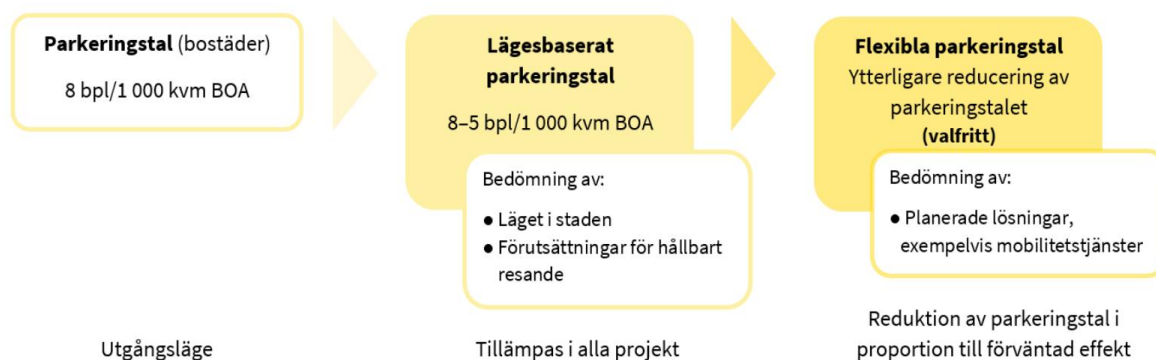 Parkeringstal (bostäder)
8 bpl/1 000 kvm BOA
Utgångsläge
Lägesbaserat
parkeringstal
8–5 bpl/1 000 kvm BOA
Bedömning av:
● Läget i staden
● Förutsättningar för hållbart
resande
Tillämpas i alla projekt
Flexibla parkeringstal
Ytterligare reducering av
parkeringstalet
(valfritt)
Bedömning av:
● Planerade lösningar,
exempelvis mobilitetstjänster
Reduktion av parkeringstal i
proportion till förväntad effekt